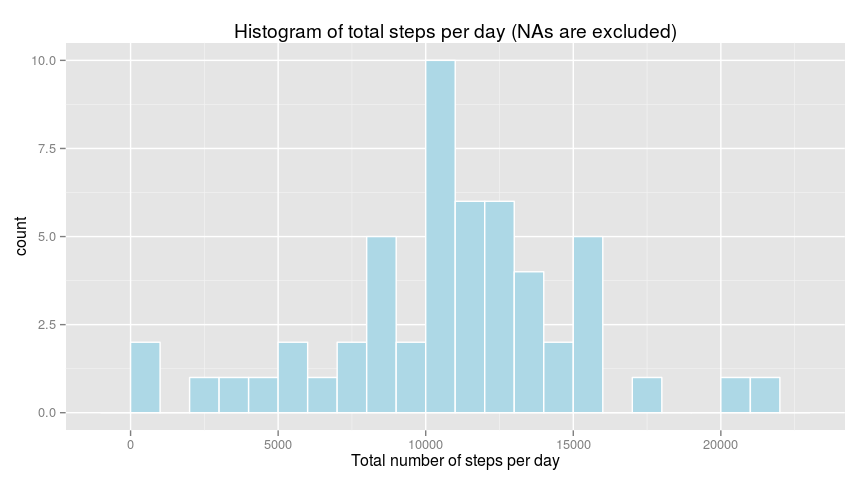 Histogram of total steps per day (NAs are excluded)
10.0
7.5
5.0
2.5
0.0
count
0 5000 10000 15000 20000
Total number of steps per day